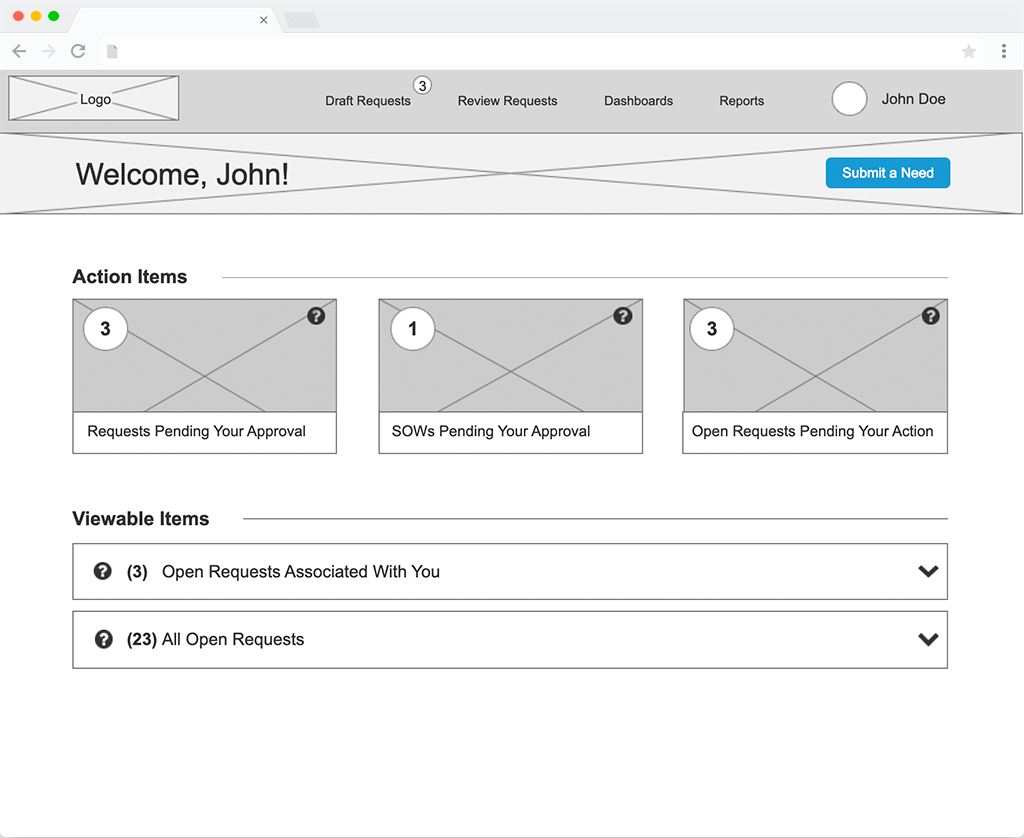 Logo
Draft Requests
3
Review Requests
Dashboards
Reports
John Doe
Welcome, John!
Submit a Need
Action Items
3
?
1
?
3
?
Requests Pending Your Approval
SOWs Pending Your Approval
Open Requests Pending Your Action
Viewable Items
? (3) Open Requests Associated With You
? (23) All Open Requests